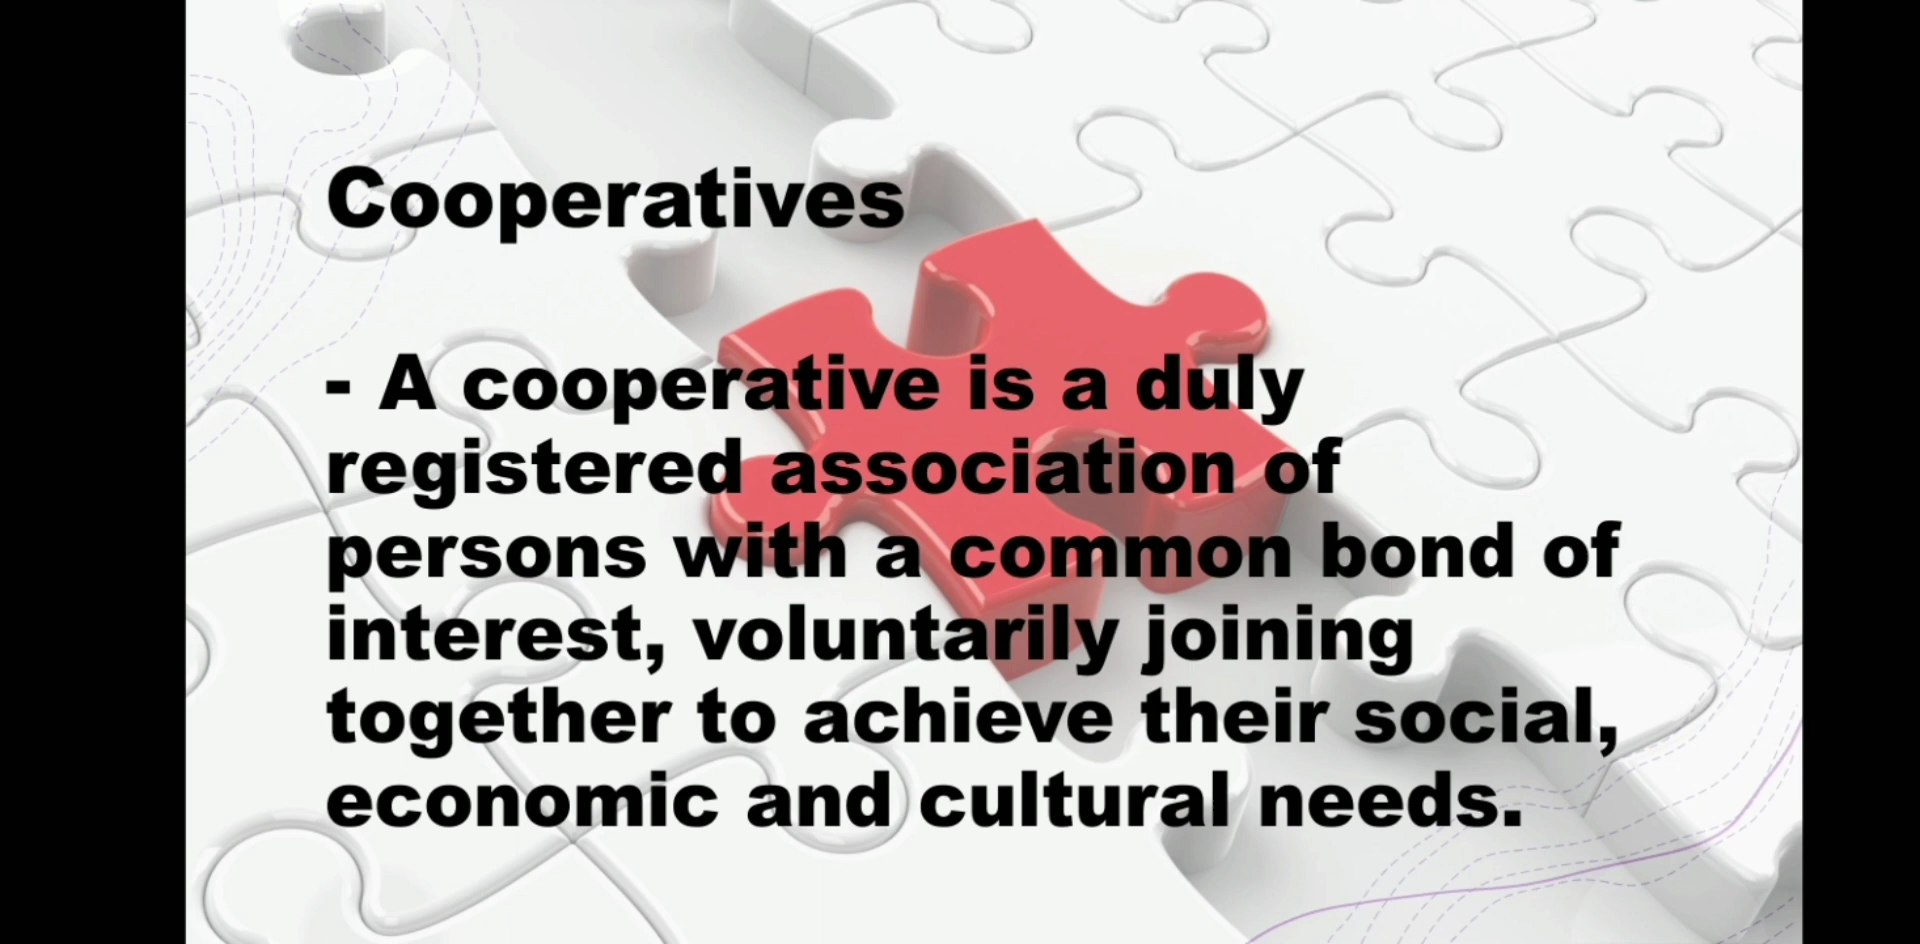 Cooperatives
- A cooperative is a duly
registered association of
persons with a common bond of
interest, voluntarily joining
together to achieve their social,
economic and cultural needs.